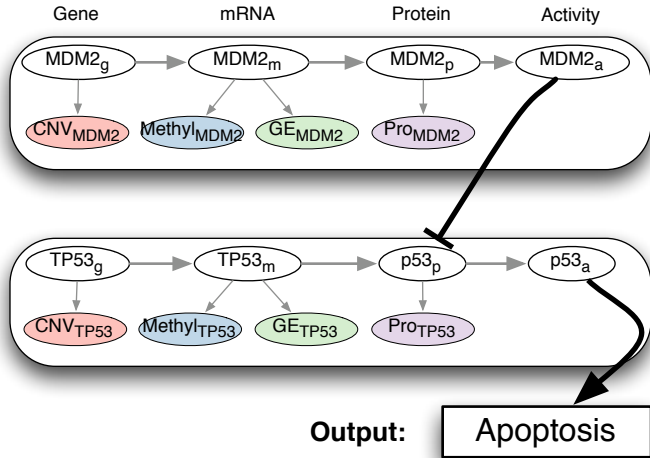 Gene mRNA Protein Activity
MDM2g MDM2m MDM2p MDM2a
CNVMDM2 MethylMDM2 GEMDM2 ProMDM2
TP53g TP53m p53p p53a
CNVTP53 MethylTP53 GETP53 ProTP53
Output: Apoptosis